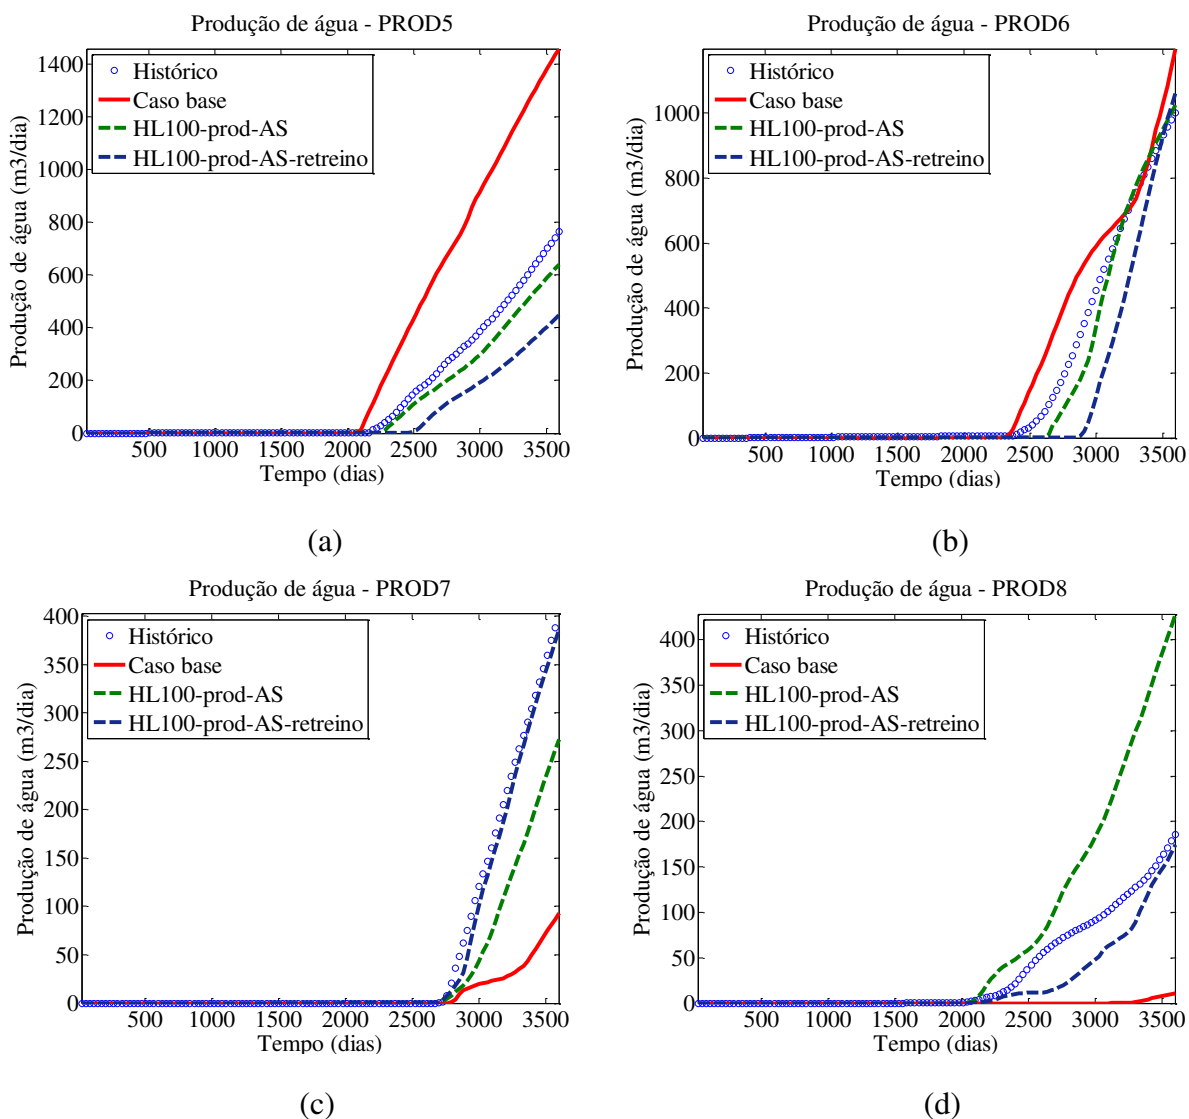 Produção de água - PROD5
Histórico
Caso base
HL100-prod-AS
HL100-prod-AS-retreino
Produção de água (m3/dia)
1400
1200
1000
800
600
400
200
0
500 1000 1500 2000 2500 3000 3500
Tempo (dias)
(a)
Produção de água - PROD6
Histórico
Caso base
HL100-prod-AS
HL100-prod-AS-retreino
Produção de água (m3/dia)
1000
800
600
400
200
0
500 1000 1500 2000 2500 3000 3500
Tempo (dias)
(b)
Produção de água - PROD7
Histórico
Caso base
HL100-prod-AS
HL100-prod-AS-retreino
Produção de água (m3/dia)
400
350
300
250
200
150
100
50
0
500 1000 1500 2000 2500 3000 3500
Tempo (dias)
(c)
Produção de água - PROD8
Histórico
Caso base
HL100-prod-AS
HL100-prod-AS-retreino
Produção de água (m3/dia)
400
350
300
250
200
150
100
50
0
500 1000 1500 2000 2500 3000 3500
Tempo (dias)
(d)